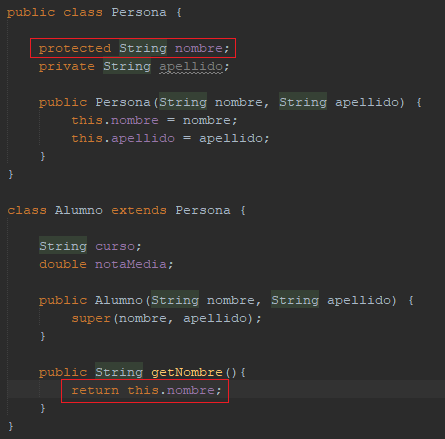 public class Persona {
protected String nombre;
private String apellido;
public Persona(String nombre, String apellido) {
this.nombre = nombre;
this.apellido = apellido;
}
}
class Alumno extends Persona {
String curso;
double notaMedia;
public Alumno(String nombre, String apellido) {
super(nombre, apellido);
}
public String getNombre(){
return this.nombre;
}
}